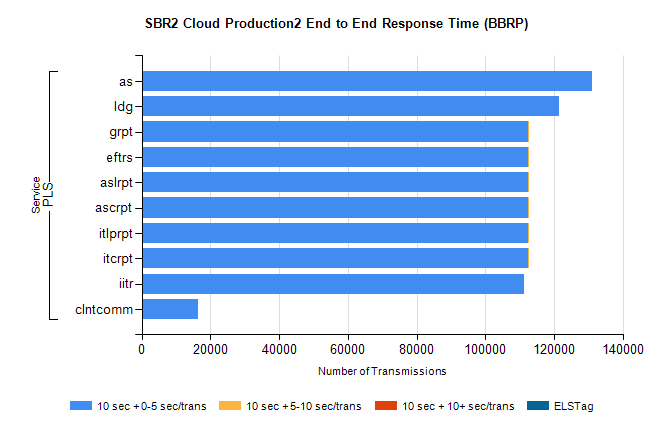 SBR2 Cloud Production2 End to End Response Time (BBRP)
Service
PLS
as
ldg
grpt
eftrs
aslrpt
ascrpt
itlprpt
itcrpt
iitr
clntcomm
0 20000 40000 60000 80000 100000 120000 140000
Number of Transmissions
10 sec +0-5 sec/trans 10 sec +5-10 sec/trans 10 sec + 10+ sec/trans ELSTag